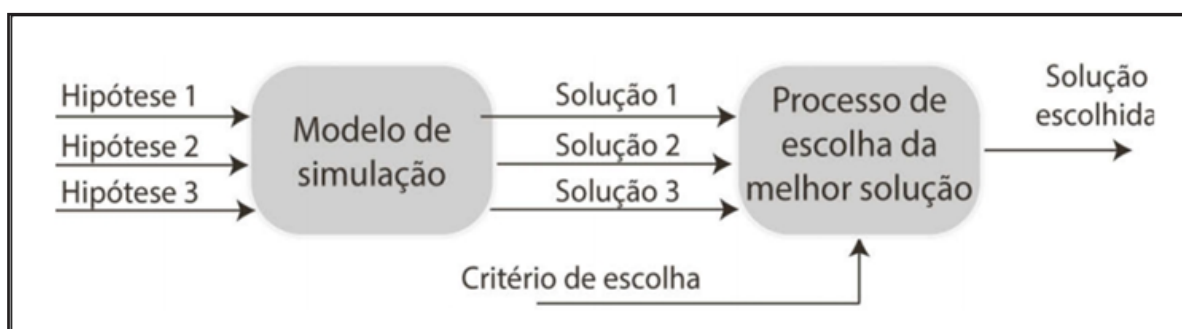 Hipótese 1
Hipótese 2
Hipótese 3
Modelo de
simulação
Solução 1
Solução 2
Solução 3
Processo de
escolha da
melhor solução
Solução
escolhida
Critério de escolha